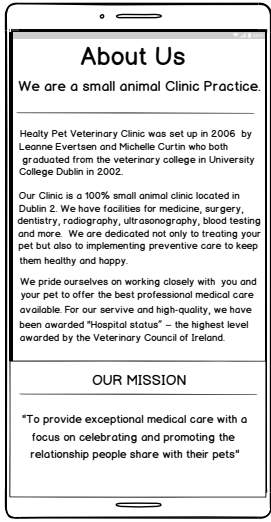 About Us
We are a small animal Clinic Practice.
Healty Pet Veterinary Clinic was set up in 2006 by
Leanne Evertsen and Michelle Curtin who both
graduated from the veterinary college in University
College Dublin in 2002.
Our Clinic is a 100% small animal clinic located in
Dublin 2. We have facilities for medicine, surgery,
dentistry, radiography, ultrasonography, blood testing
and more. We are dedicated not only to treating your
pet but also to implementing preventive care to keep
them healthy and happy.
We pride ourselves on working closely with you and
your pet to offer the best professional medical care
available. For our servive and high-quality, we have
been awarded “Hospital status” – the highest level
awarded by the Veterinary Council of Ireland.
OUR MISSION
“To provide exceptional medical care with a
focus on celebrating and promoting the
relationship people share with their pets”